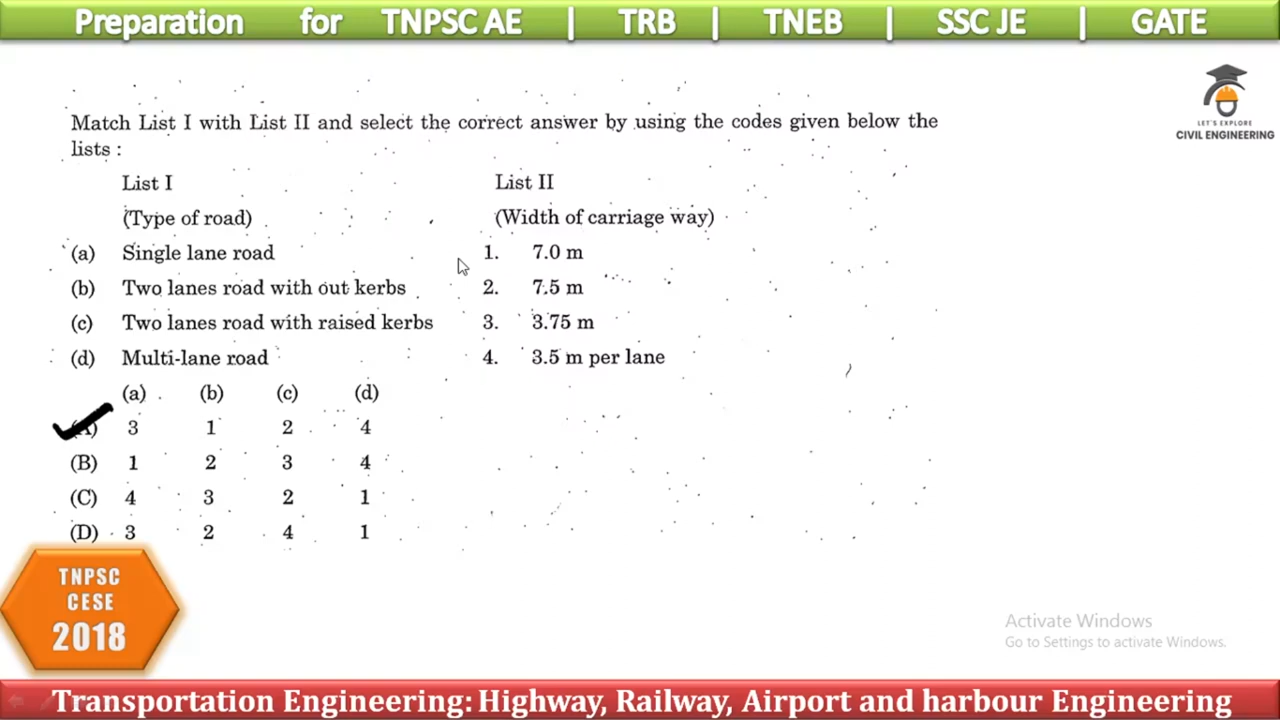 Preparation for TNPSC AE | TRB | TNEB | SSC JE | GATE
LET'S EXPLORE
CIVIL ENGINEERING
Match List I with List II and select the correct answer by using the codes given below the
lists :
List I List II
(Type of road) (Width of carriage way)
(a) Single lane road 1. 7.0 m
(b) Two lanes road with out kerbs 2. 7.5 m
(c) Two lanes road with raised kerbs 3. 3.75 m
(d) Multi-lane road 4. 3.5 m per lane
(a) (b) (c) (d)
(A) 3 1 2 4
(B) 1 2 3 4
(C) 4 3 2 1
(D) 3 2 4 1
TNPSC
CESE
2018
Activate Windows
Go to Settings to activate Windows.
Transportation Engineering: Highway, Railway, Airport and harbour Engineering